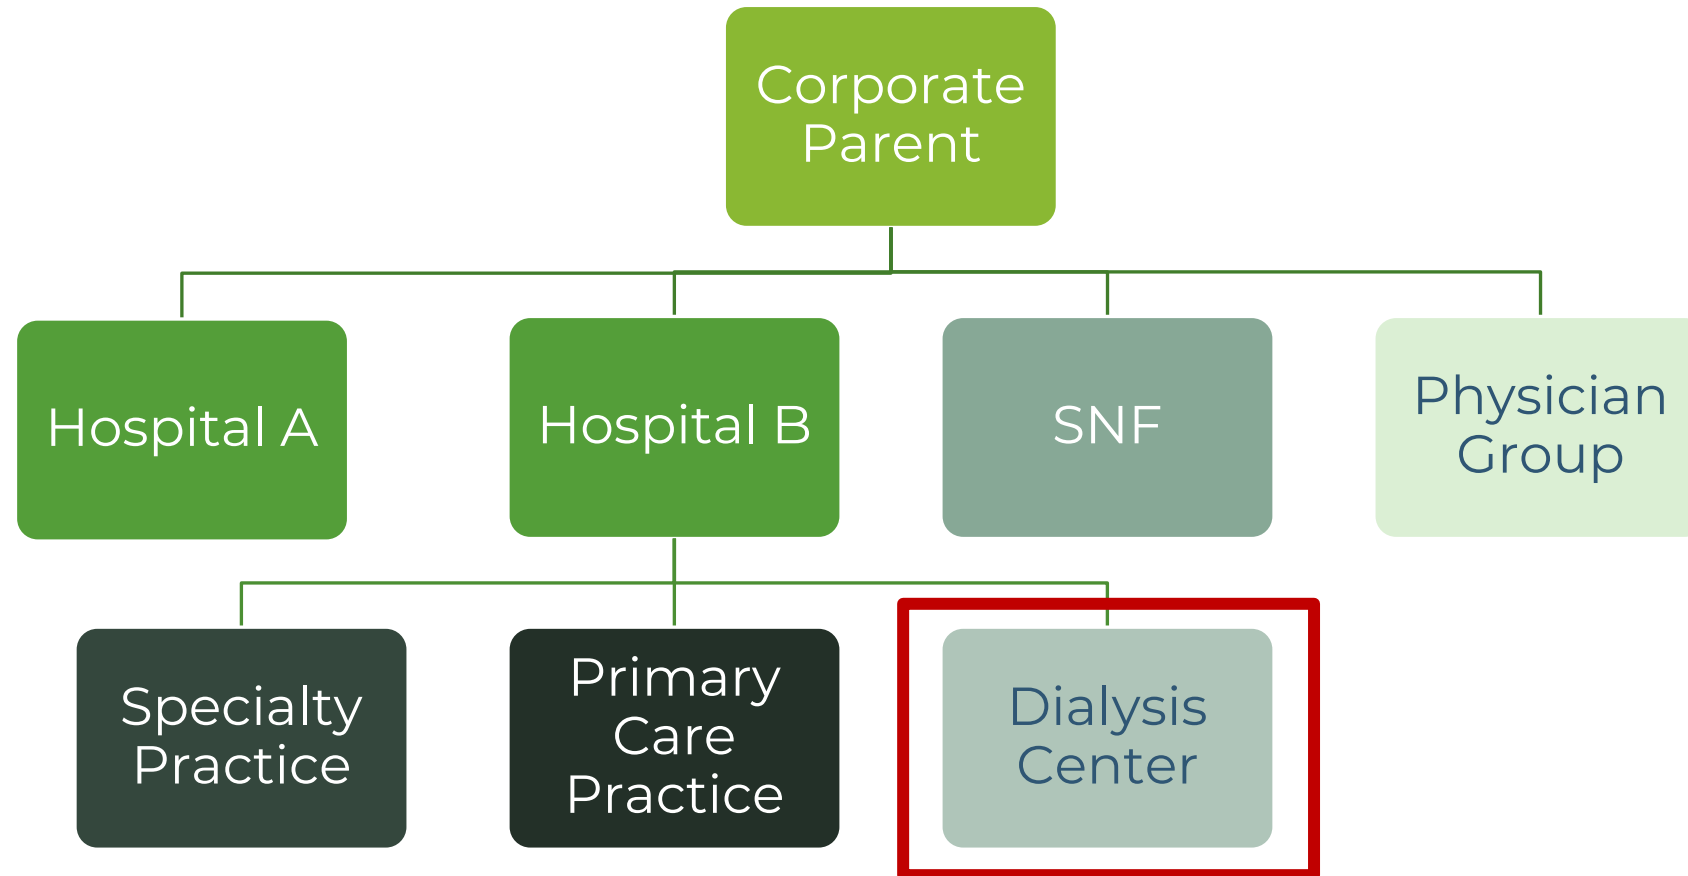 Corporate
Parent
Hospital A
Hospital B
SNF
Physician
Group
Specialty
Practice
Primary
Care
Practice
Dialysis
Center